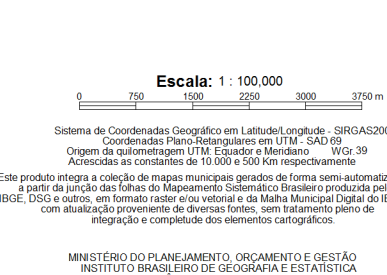 Escala: 1 : 100,000
0 750 1500 2250 3000 3750 m
Sistema de Coordenadas Geográfico em Latitude/Longitude - SIRGAS200
Coordenadas Plano-Retangulares em UTM - SAD 69
Origem da quilometragem UTM: Equador e Meridiano WGr.39
Acrescidas as constantes de 10.000 e 500 Km respectivamente
Este produto integra a coleção de mapas municipais gerados de forma semi-automatiz
a partir da junção das folhas do Mapeamento Sistemático Brasileiro produzida pel
IBGE, DSG e outros, em formato raster e/ou vetorial e da Malha Municipal Digital do I
com atualização proveniente de diversas fontes, sem tratamento pleno de
integração e completude dos elementos cartográficos.
MINISTÉRIO DO PLANEJAMENTO, ORÇAMENTO E GESTÃO
INSTITUTO BRASILEIRO DE GEOGRAFIA E ESTATÍSTICA